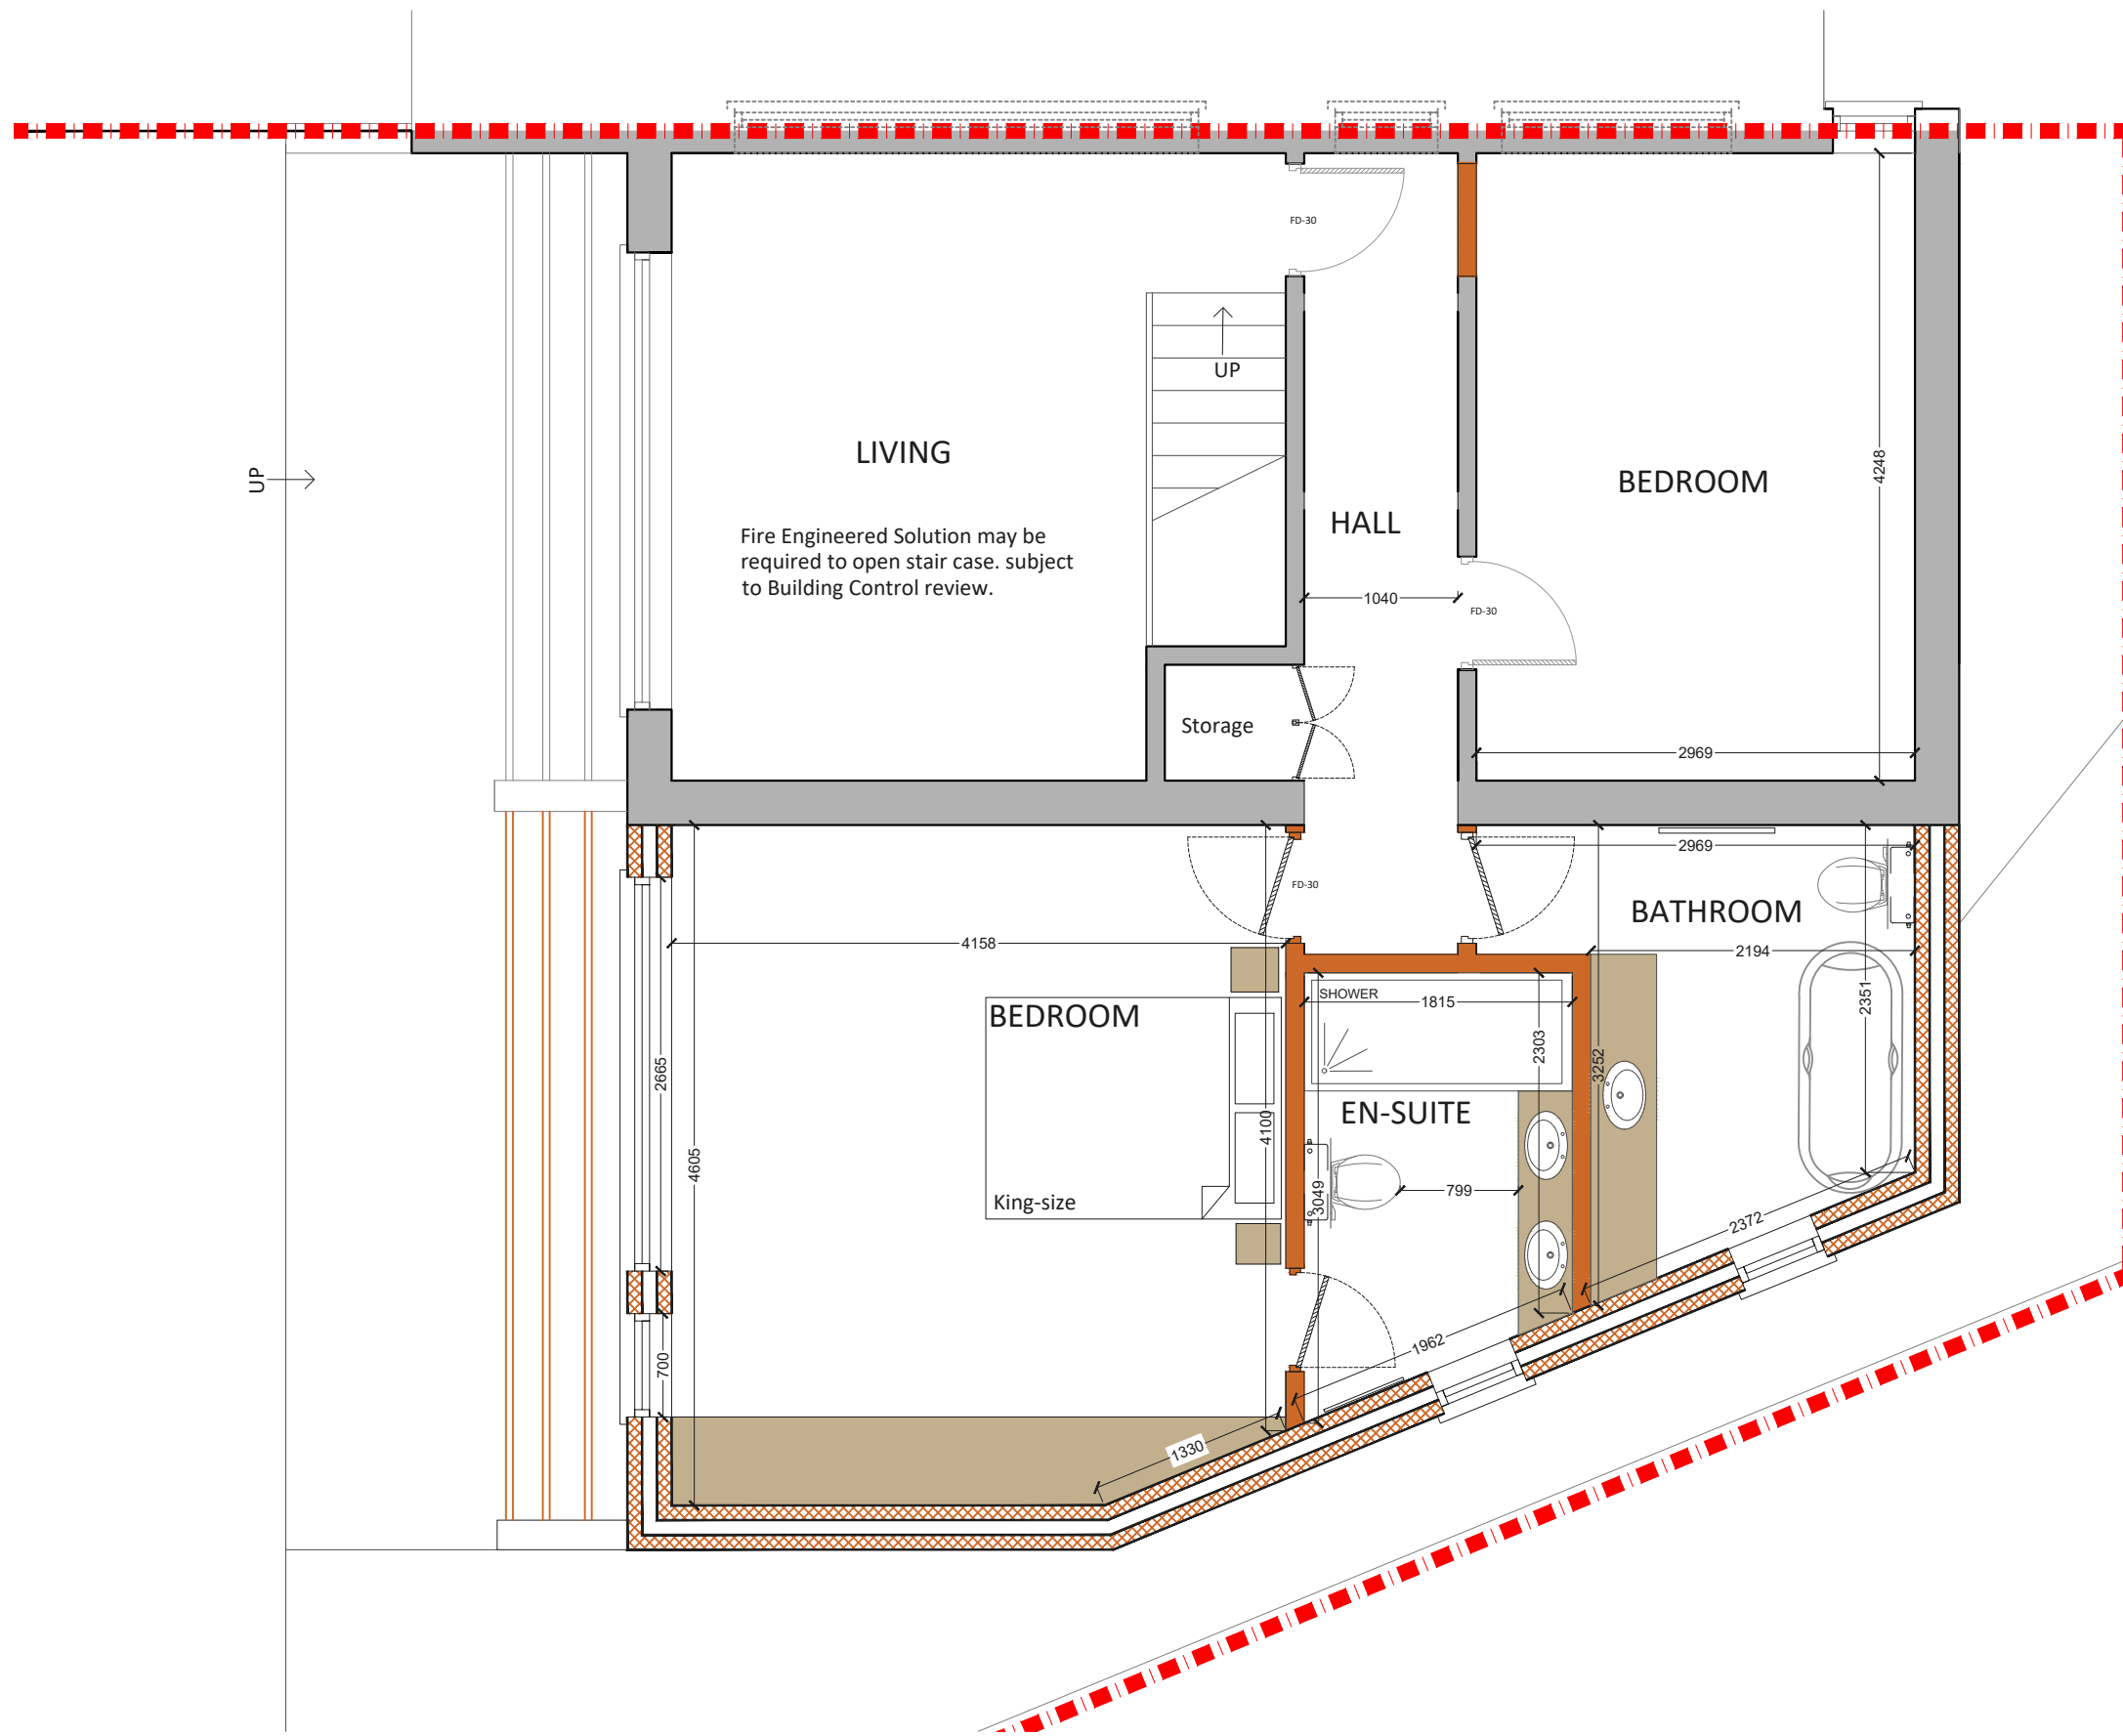 FD-30
UP
LIVING
UP
4248
BEDROOM
HALL
Fire Engineered Solution may be
required to open stair case. subject
to Building Control review.
1040
FD-30
Storage
2969
2969
FD-30
BATHROOM
4158
2194
SHOWER
1815
2351
BEDROOM
2665
2303
3252
EN-SUITE
4100
4605
King-size
3049
799
2372
1962
700
1330